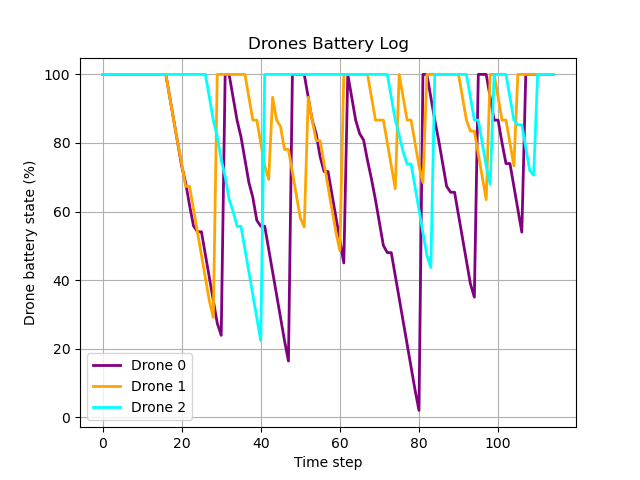 Drones Battery Log
Drone battery state (%)
100
80
60
40
20
0
Drone 0
Drone 1
Drone 2
0 20 40 60 80 100
Time step